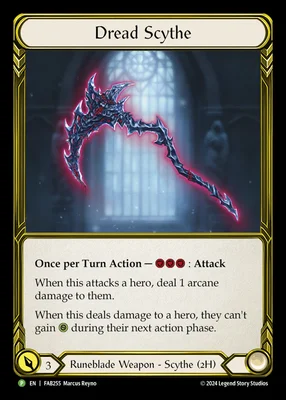 Dread Scythe
Once per Turn Action — : Attack
When this attacks a hero, deal 1 arcane
damage to them.
When this deals damage to a hero, they can't
gain during their next action phase.
3
Runeblade Weapon - Scythe (2H)
P EN | FAB255 Marcus Reyno
© 2024 Legend Story Studios